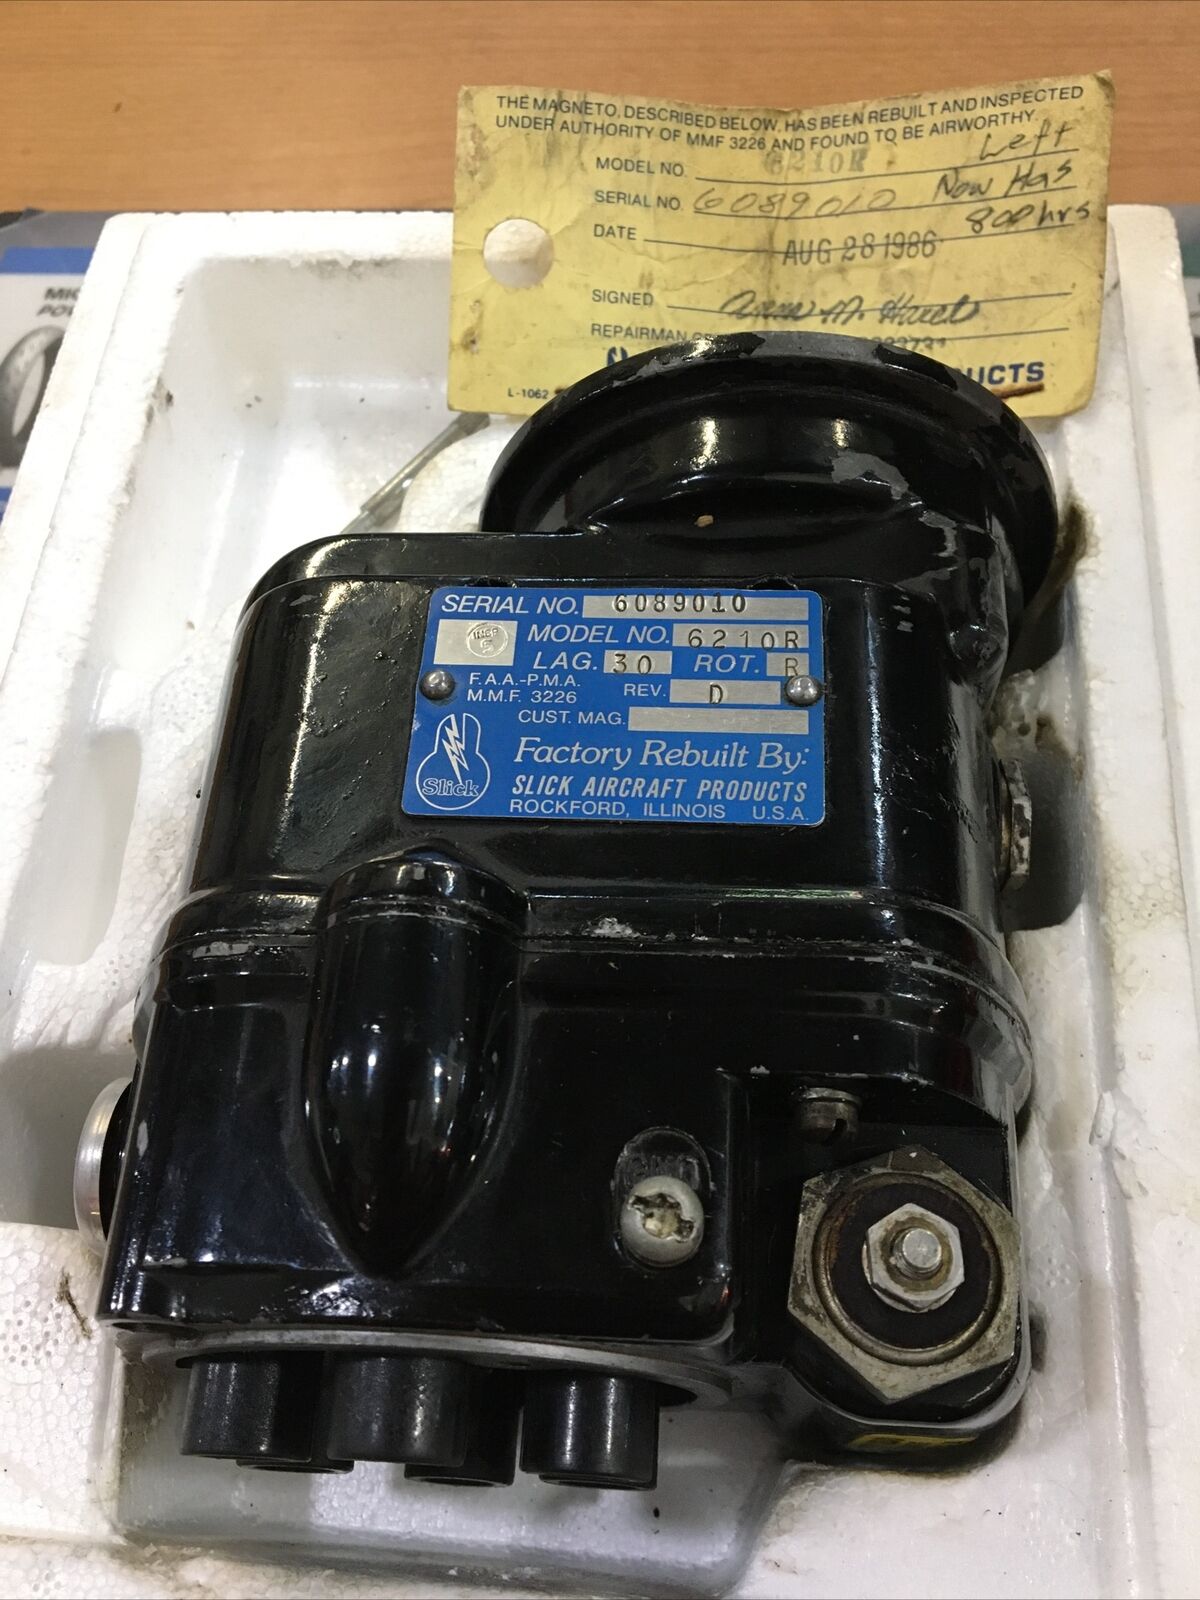 THE MAGNETO, DESCRIBED BELOW, HAS BEEN REBUILT AND INSPECTED
UNDER AUTHORITY OF MMF 3226 AND FOUND TO BE AIRWORTHY.
Left
MODEL NO. 6210R
SERIAL NO. 6089010 Now Has
800 hrs
DATE AUG 28 1986
SIGNED
REPAIRMAN
L-1062
SERIAL NO. 6089010
INSP 5
MODEL NO. 6210R
LAG. 30 ROT. R
F.A.A.-P.M.A.
M.M.F. 3226 REV. D
CUST. MAG.
Factory Rebuilt By:
Slick SLICK AIRCRAFT PRODUCTS
ROCKFORD, ILLINOIS U.S.A.